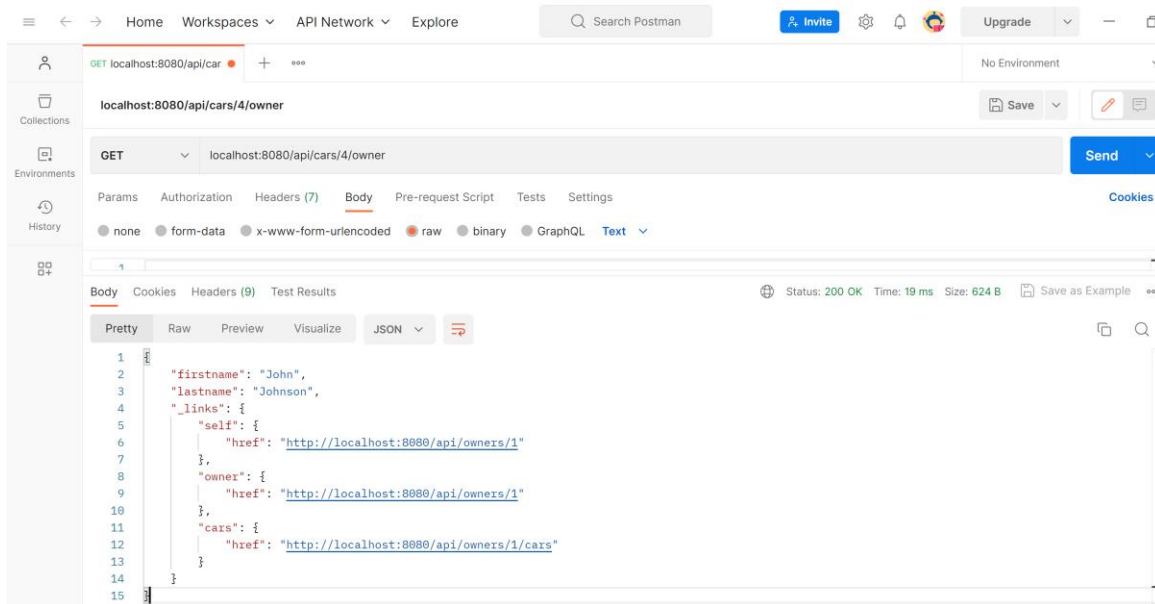 Home Workspaces API Network Explore Search Postman Invite Upgrade
GET localhost:8080/api/car No Environment
localhost:8080/api/cars/4/owner Save
Collections
GET localhost:8080/api/cars/4/owner Send
Environments
Params Authorization Headers (7) Body Pre-request Script Tests Settings Cookies
History
none form-data x-www-form-urlencoded raw binary GraphQL Text
1
Body Cookies Headers (9) Test Results Status: 200 OK Time: 19 ms Size: 624 B Save as Example
Pretty Raw Preview Visualize JSON
1 {
2 "firstname": "John",
3 "lastname": "Johnson",
4 "_links": {
5 "self": {
6 "href": "http://localhost:8080/api/owners/1"
7 },
8 "owner": {
9 "href": "http://localhost:8080/api/owners/1"
10 },
11 "cars": {
12 "href": "http://localhost:8080/api/owners/1/cars"
13 }
14 }
15 }